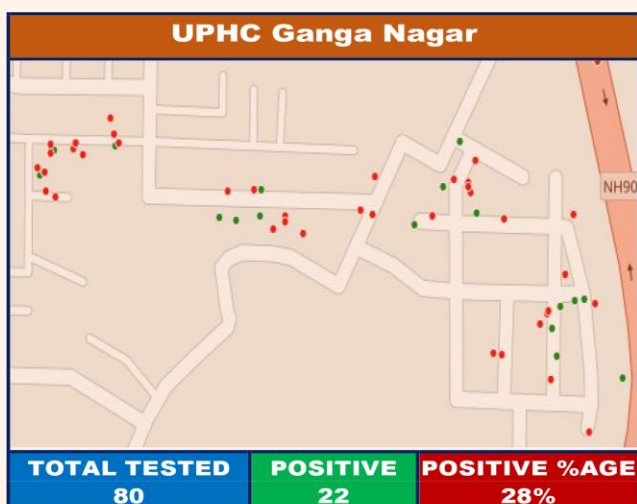 UPHC Ganga Nagar
NH90
TOTAL TESTED
80
POSITIVE
22
POSITIVE %AGE
28%